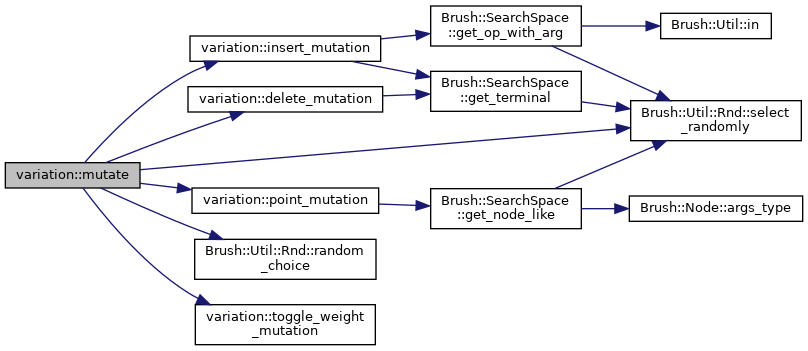 variation::mutate
variation::insert_mutation
variation::delete_mutation
variation::point_mutation
Brush::Util::Rnd::random
_choice
variation::toggle_weight
_mutation
Brush::SearchSpace
::get_op_with_arg
Brush::SearchSpace
::get_terminal
Brush::SearchSpace
::get_node_like
Brush::Util::in
Brush::Util::Rnd::select
_randomly
Brush::Node::args_type